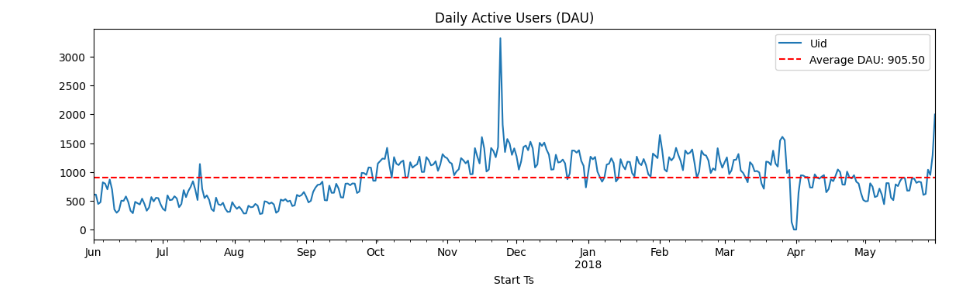 Daily Active Users (DAU)
Uid
Average DAU: 905.50
3000
2500
2000
1500
1000
500
0
Jun Jul Aug Sep Oct Nov Dec Jan Feb Mar Apr May
2018
Start Ts